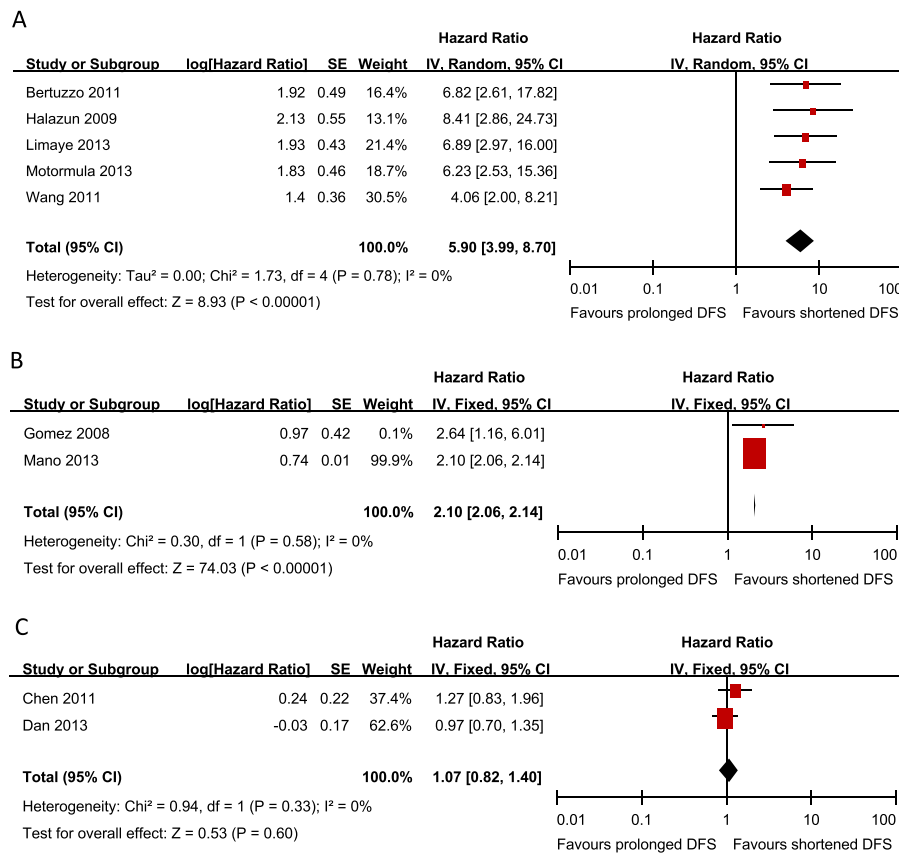 A
Hazard Ratio Hazard Ratio
Study or Subgroup log[Hazard Ratio] SE Weight IV, Random, 95% CI IV, Random, 95% CI
Bertuzzo 2011 1.92 0.49 16.4% 6.82 [2.61, 17.82]
Halazun 2009 2.13 0.55 13.1% 8.41 [2.86, 24.73]
Limaye 2013 1.93 0.43 21.4% 6.89 [2.97, 16.00]
Motormula 2013 1.83 0.46 18.7% 6.23 [2.53, 15.36]
Wang 2011 1.4 0.36 30.5% 4.06 [2.00, 8.21]
Total (95% CI) 100.0% 5.90 [3.99, 8.70]
Heterogeneity: Tau² = 0.00; Chi² = 1.73, df = 4 (P = 0.78); I² = 0%
Test for overall effect: Z = 8.93 (P < 0.00001)
0.01 0.1 1 10 100
Favours prolonged DFS Favours shortened DFS
B
Hazard Ratio Hazard Ratio
Study or Subgroup log[Hazard Ratio] SE Weight IV, Fixed, 95% CI IV, Fixed, 95% CI
Gomez 2008 0.97 0.42 0.1% 2.64 [1.16, 6.01]
Mano 2013 0.74 0.01 99.9% 2.10 [2.06, 2.14]
Total (95% CI) 100.0% 2.10 [2.06, 2.14]
Heterogeneity: Chi² = 0.30, df = 1 (P = 0.58); I² = 0%
Test for overall effect: Z = 74.03 (P < 0.00001)
0.01 0.1 1 10 100
Favours prolonged DFS Favours shortened DFS
C
Hazard Ratio Hazard Ratio
Study or Subgroup log[Hazard Ratio] SE Weight IV, Fixed, 95% CI IV, Fixed, 95% CI
Chen 2011 0.24 0.22 37.4% 1.27 [0.83, 1.96]
Dan 2013 -0.03 0.17 62.6% 0.97 [0.70, 1.35]
Total (95% CI) 100.0% 1.07 [0.82, 1.40]
Heterogeneity: Chi² = 0.94, df = 1 (P = 0.33); I² = 0%
Test for overall effect: Z = 0.53 (P = 0.60)
0.01 0.1 1 10 100
Favours prolonged DFS Favours shortened DFS